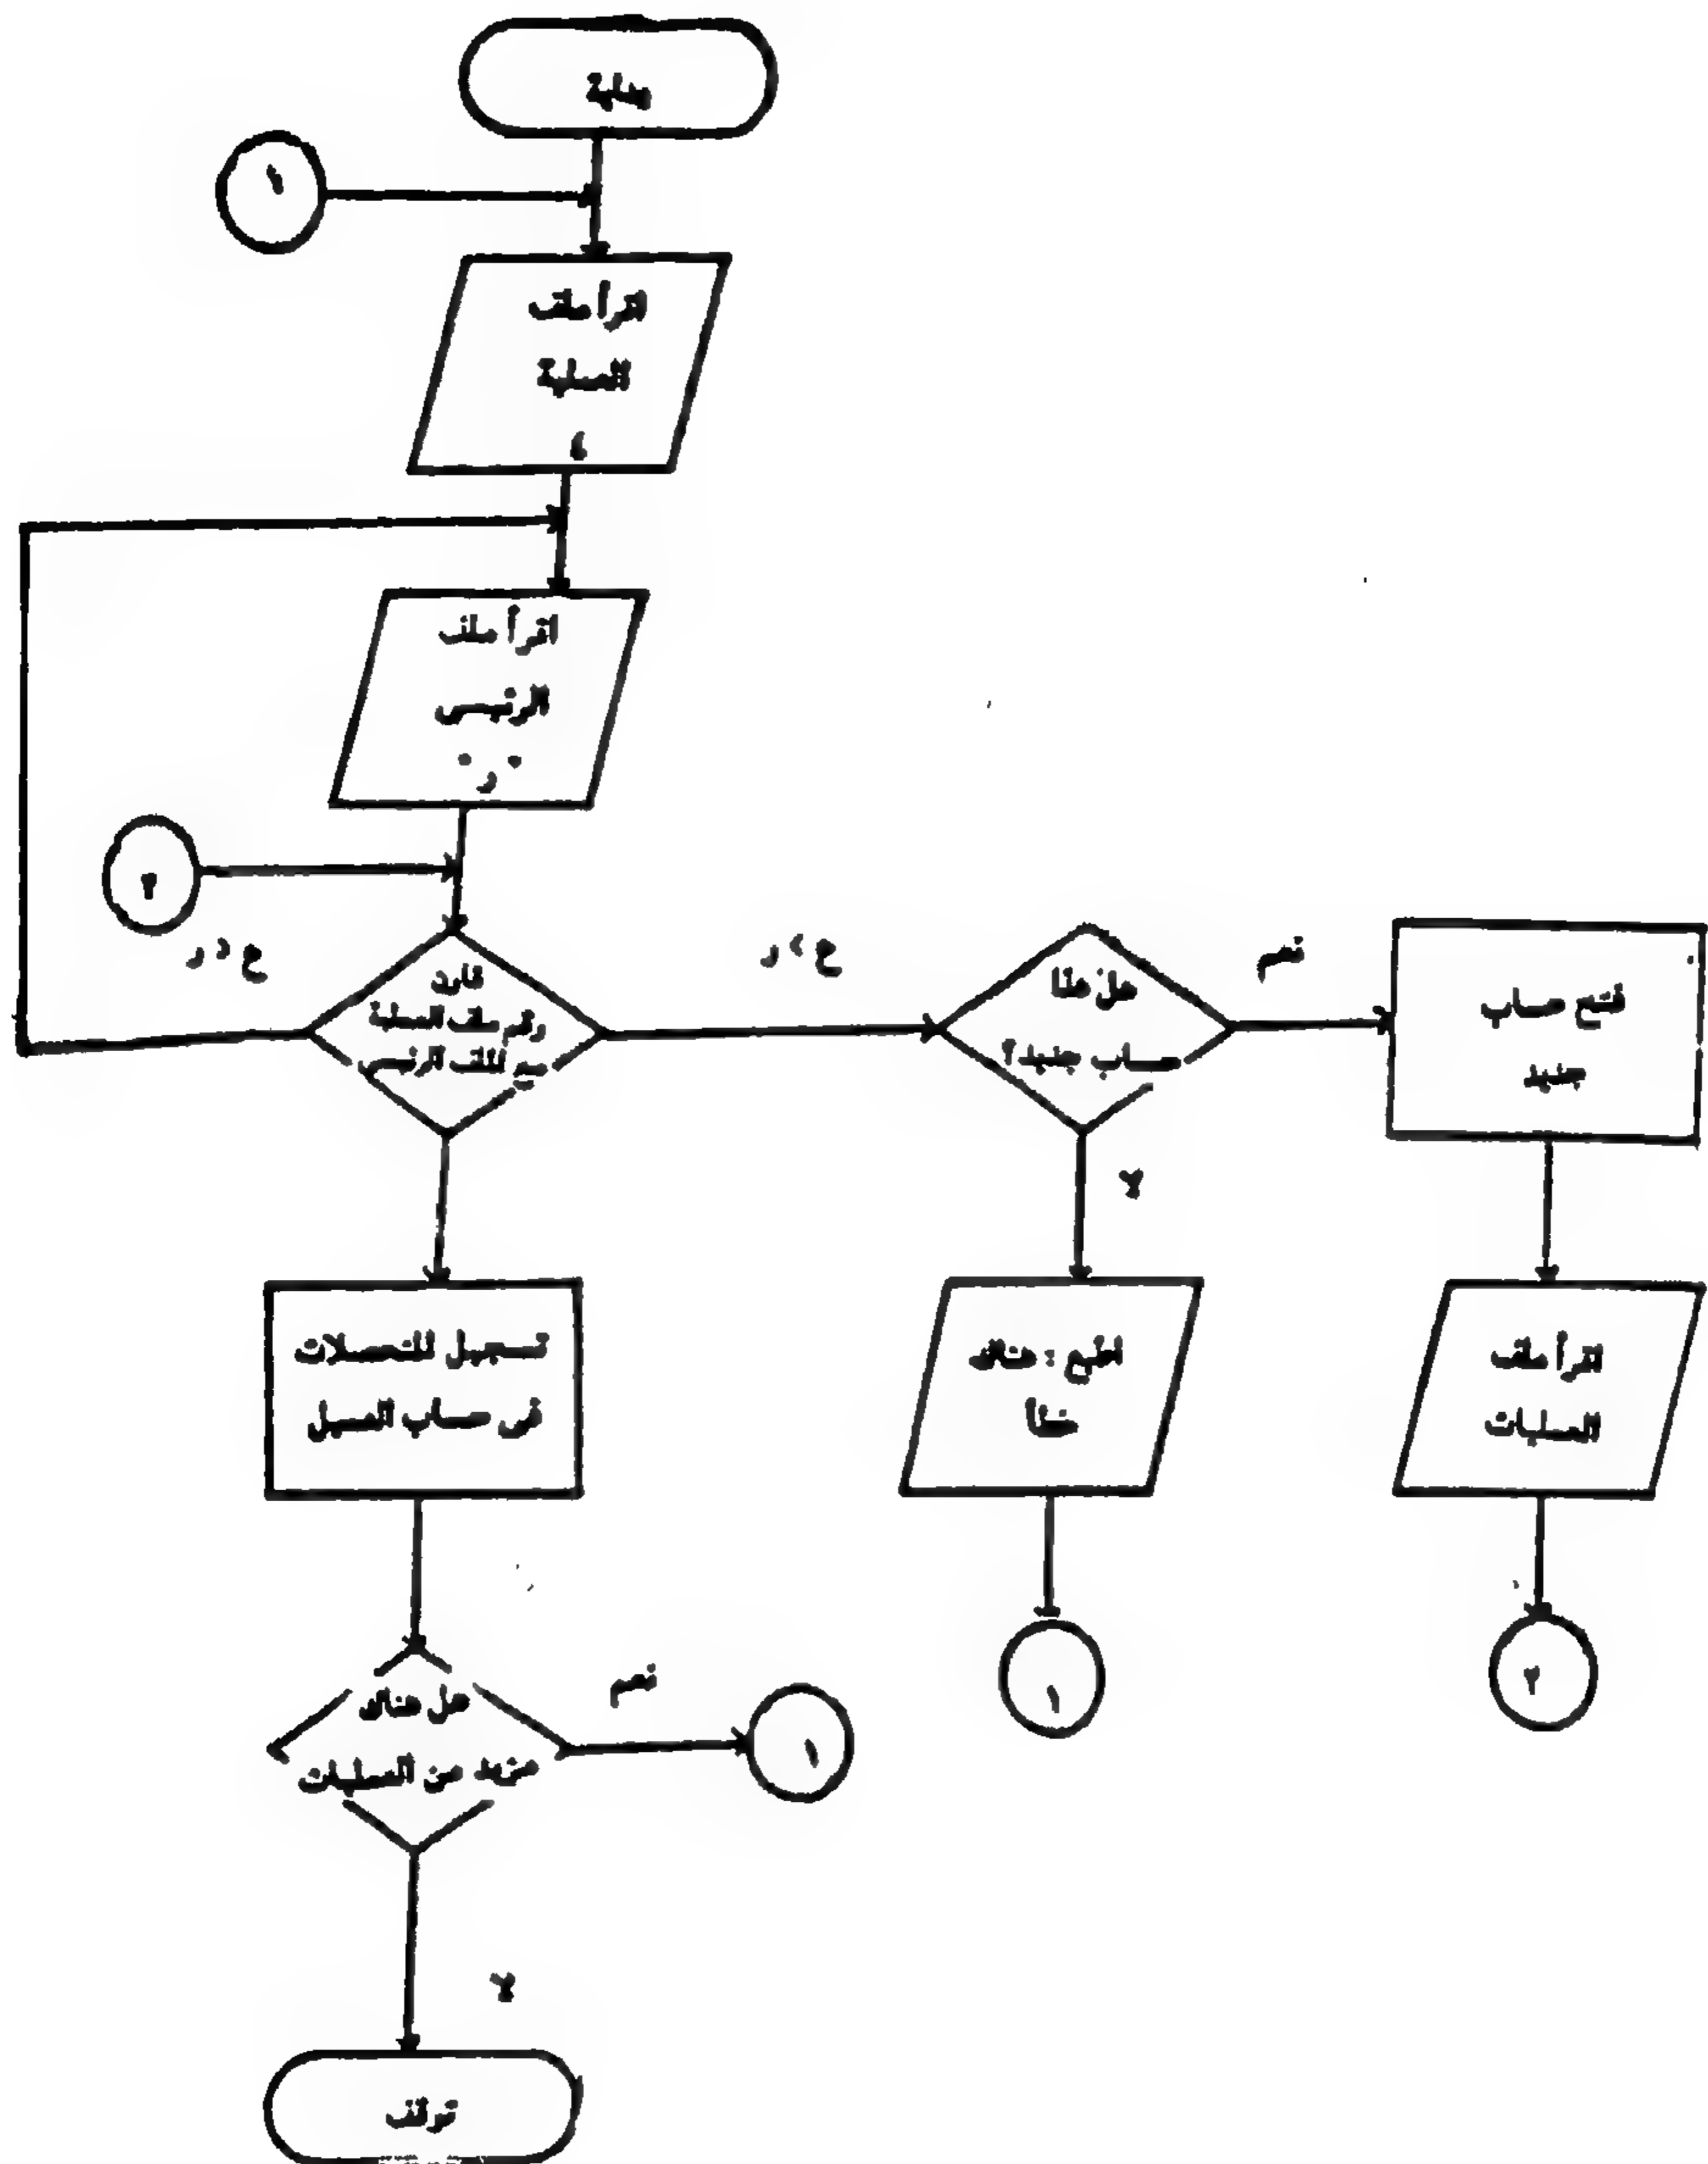 بداية
١
اقرأ ملف
العملية
اقرأ ملف
الرئيسي
٢
قارن
رقم ملف العملية
مع الملف الرئيسي
هل هذا
حساب جديد؟
نعم
فتح حساب
جديد
لا
تسجيل المتحصلات
في حساب العميل
اطبع : هناك
خطأ
اقرأ ملف
العمليات
١
٢
هل هناك
مزيد من العمليات
نعم
١
لا
توقف